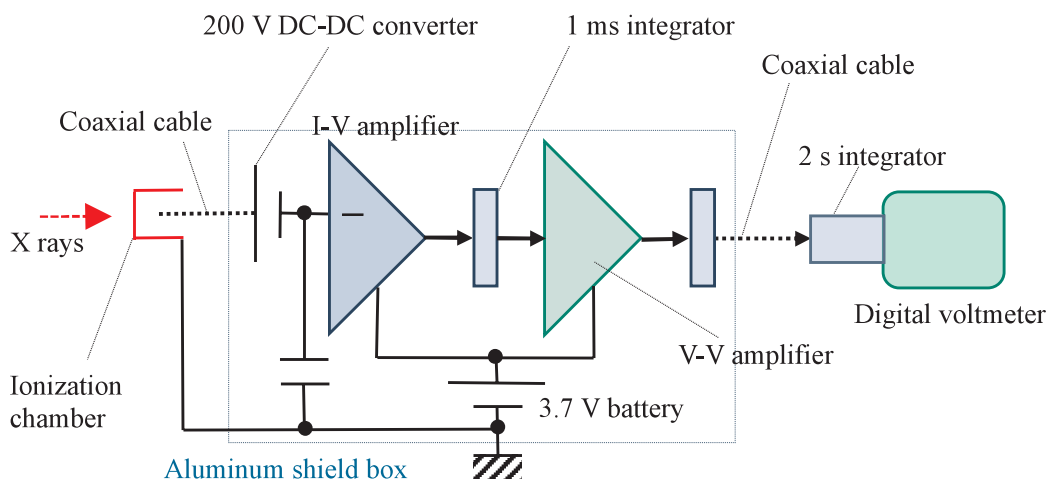 200 V DC-DC converter
1 ms integrator
Coaxial cable
Coaxial cable
I-V amplifier
2 s integrator
X rays
Digital voltmeter
V-V amplifier
Ionization
chamber
3.7 V battery
Aluminum shield box